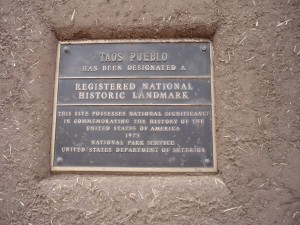 TAOS PUEBLO
HAS BEEN DESIGNATED A
REGISTERED NATIONAL
HISTORIC LANDMARK
THIS SITE POSSESSES NATIONAL SIGNIFICANCE
IN COMMEMORATING THE HISTORY OF THE
UNITED STATES OF AMERICA
1975
NATIONAL PARK SERVICE
UNITED STATES DEPARTMENT OF INTERIOR